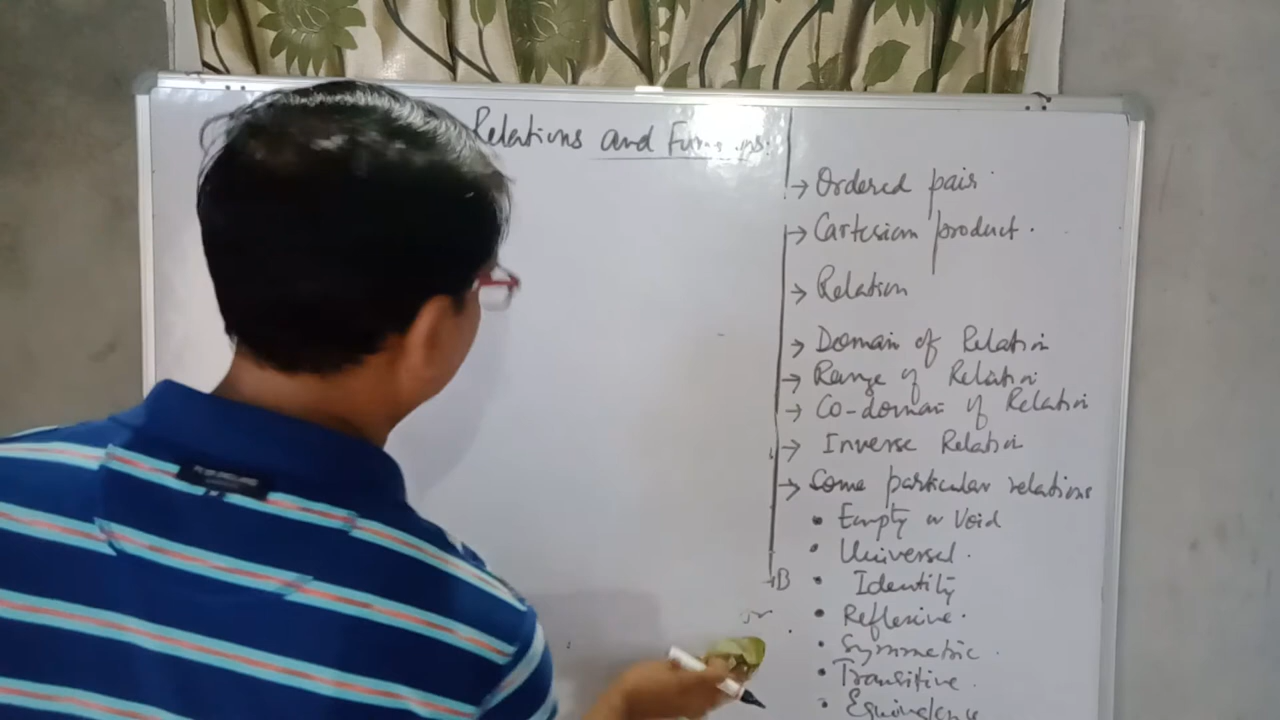 Relations and
→ Ordered pair
→ Cartesian product.
→ Relation
→ Domain of Relation
→ Range of Relation
→ Co-domain of Relation
→ Inverse Relation
→ Some particular relations
• Empty or Void
• Universal.
B
• Identity
• Reflexive.
• Symmetric
• Transitive.
• Equivalence